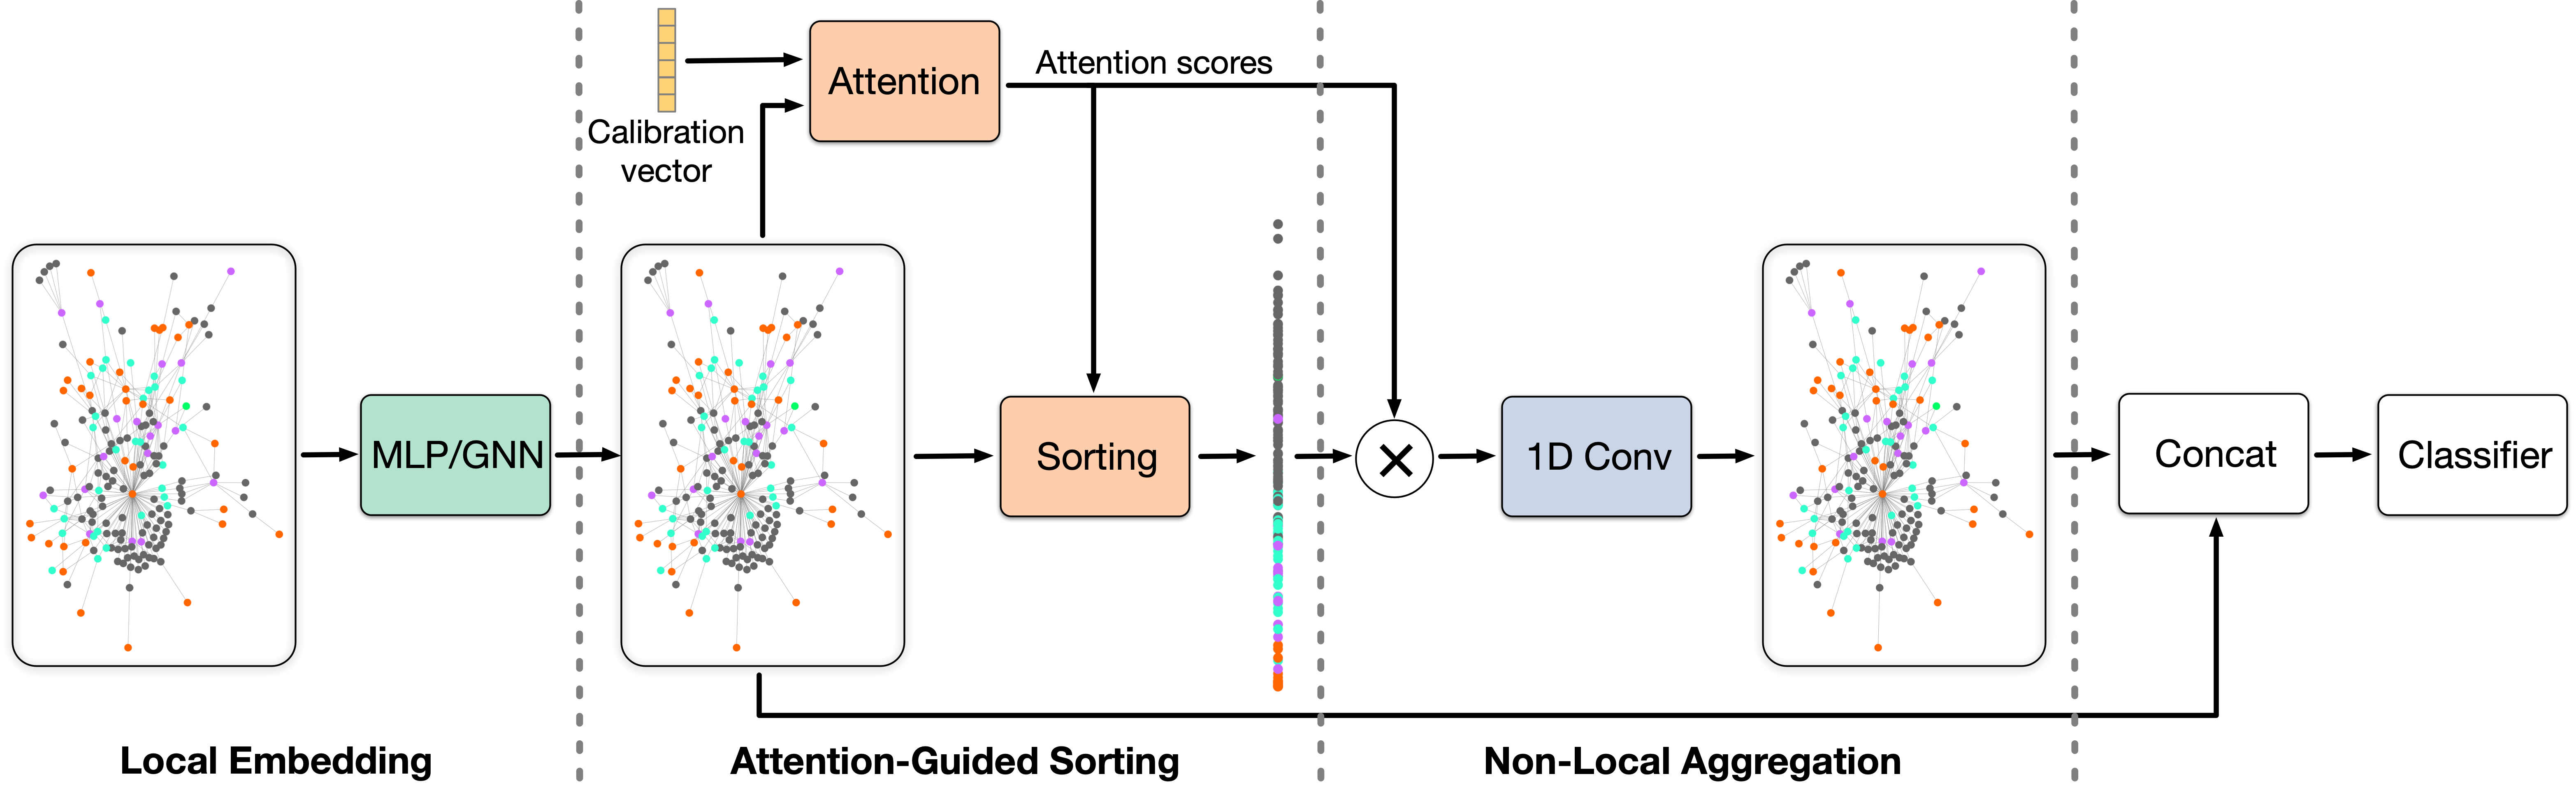 Calibration
vector
Attention
Attention scores
MLP/GNN
Sorting
×
1D Conv
Concat
Classifier
Local Embedding
Attention-Guided Sorting
Non-Local Aggregation